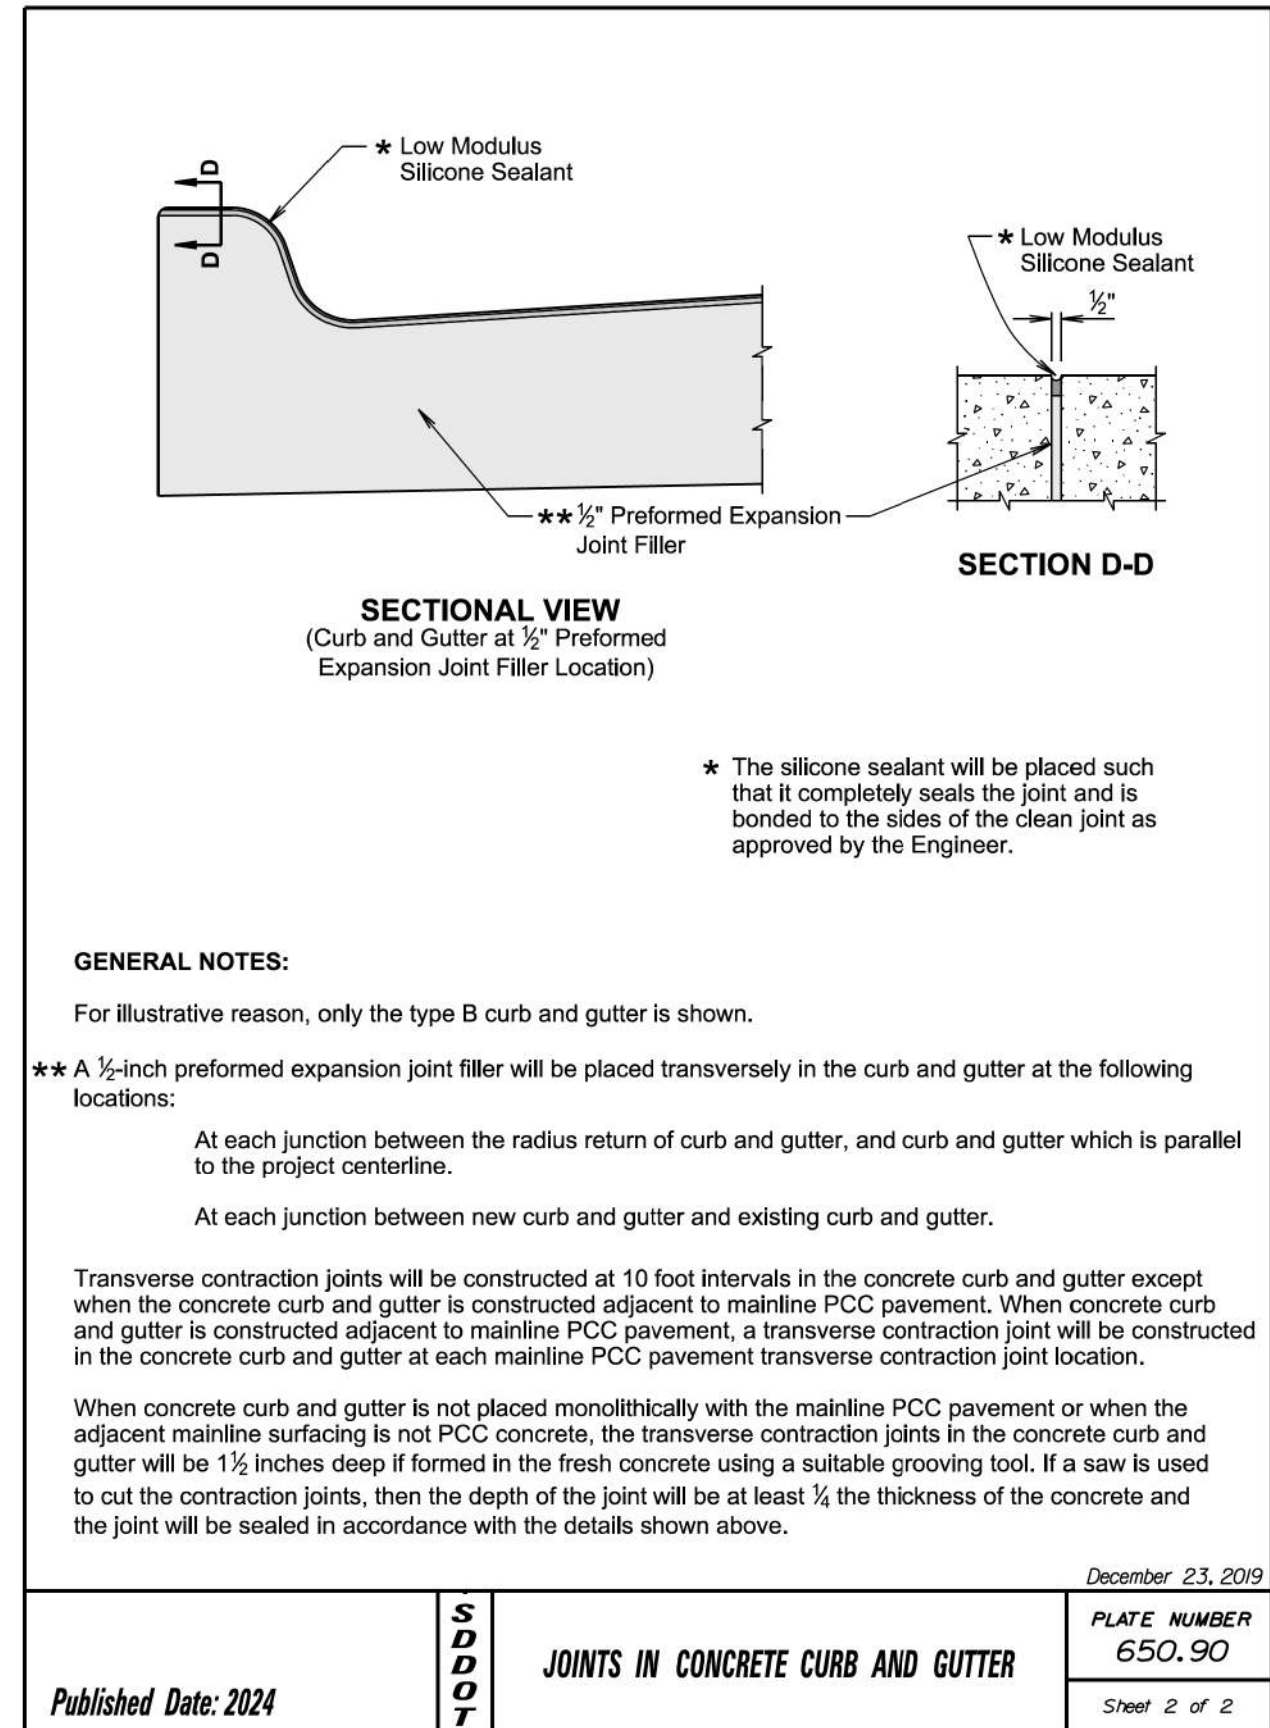 * Low Modulus
Silicone Sealant
D
D
* Low Modulus
Silicone Sealant
½"
** ½" Preformed Expansion
Joint Filler
SECTION D-D
SECTIONAL VIEW
(Curb and Gutter at ½" Preformed
Expansion Joint Filler Location)
* The silicone sealant will be placed such
that it completely seals the joint and is
bonded to the sides of the clean joint as
approved by the Engineer.
GENERAL NOTES:
For illustrative reason, only the type B curb and gutter is shown.
** A ½-inch preformed expansion joint filler will be placed transversely in the curb and gutter at the following
locations:
At each junction between the radius return of curb and gutter, and curb and gutter which is parallel
to the project centerline.
At each junction between new curb and gutter and existing curb and gutter.
Transverse contraction joints will be constructed at 10 foot intervals in the concrete curb and gutter except
when the concrete curb and gutter is constructed adjacent to mainline PCC pavement. When concrete curb
and gutter is constructed adjacent to mainline PCC pavement, a transverse contraction joint will be constructed
in the concrete curb and gutter at each mainline PCC pavement transverse contraction joint location.
When concrete curb and gutter is not placed monolithically with the mainline PCC pavement or when the
adjacent mainline surfacing is not PCC concrete, the transverse contraction joints in the concrete curb and
gutter will be 1½ inches deep if formed in the fresh concrete using a suitable grooving tool. If a saw is used
to cut the contraction joints, then the depth of the joint will be at least ¼ the thickness of the concrete and
the joint will be sealed in accordance with the details shown above.
December 23, 2019
Published Date: 2024
SDDOT
JOINTS IN CONCRETE CURB AND GUTTER
PLATE NUMBER
650.90
Sheet 2 of 2